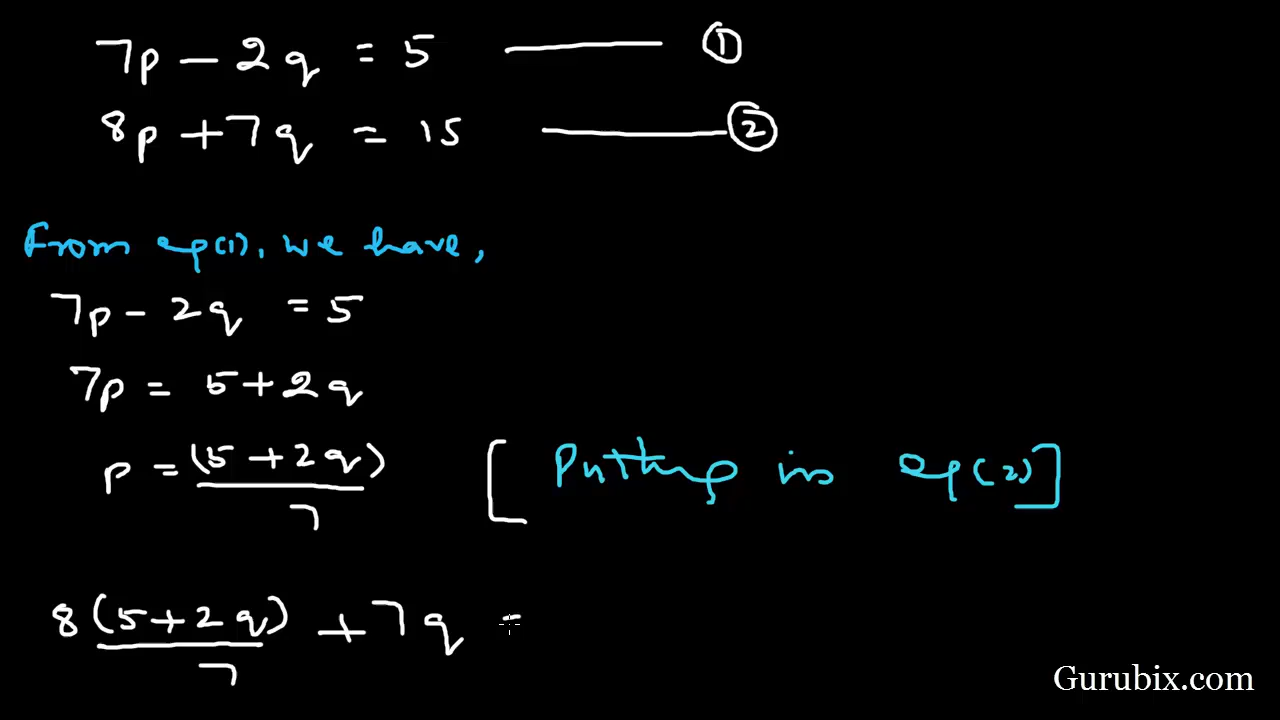 7p - 2q = 5 ——— ①
8p + 7q = 15 ——— ②
From eq(1), we have,
7p - 2q = 5
7p = 5 + 2q
p = (5 + 2q)/7 [Putting in eq(2)]
8(5 + 2q)/7 + 7q =
Gurubix.com